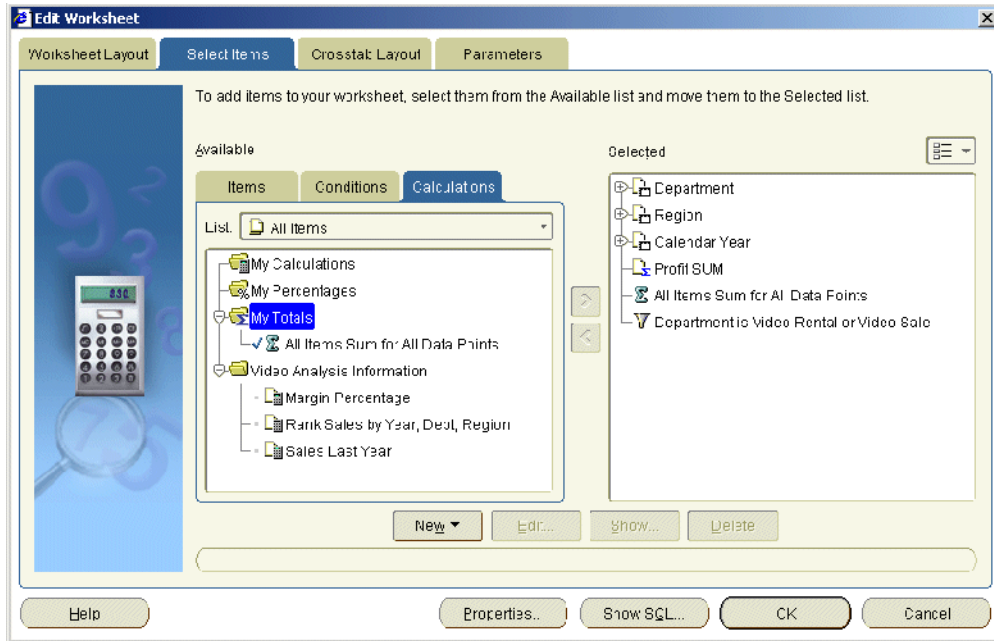 Edit Worksheet
Worksheet Layout
Select Items
Crosstab Layout
Parameters
To add items to your worksheet, select them from the Available list and move them to the Selected list.
Available
Selected
Items
Conditions
Calculations
List:
All Items
My Calculations
My Percentages
My Totals
All Items Sum for All Data Points
Video Analysis Information
Margin Percentage
Rank Sales by Year, Dept, Region
Sales Last Year
Department
Region
Calendar Year
Profit SUM
All Items Sum for All Data Points
Department is Video Rental or Video Sale
New
Edit...
Show...
Delete
Help
Properties...
Show SQL...
OK
Cancel